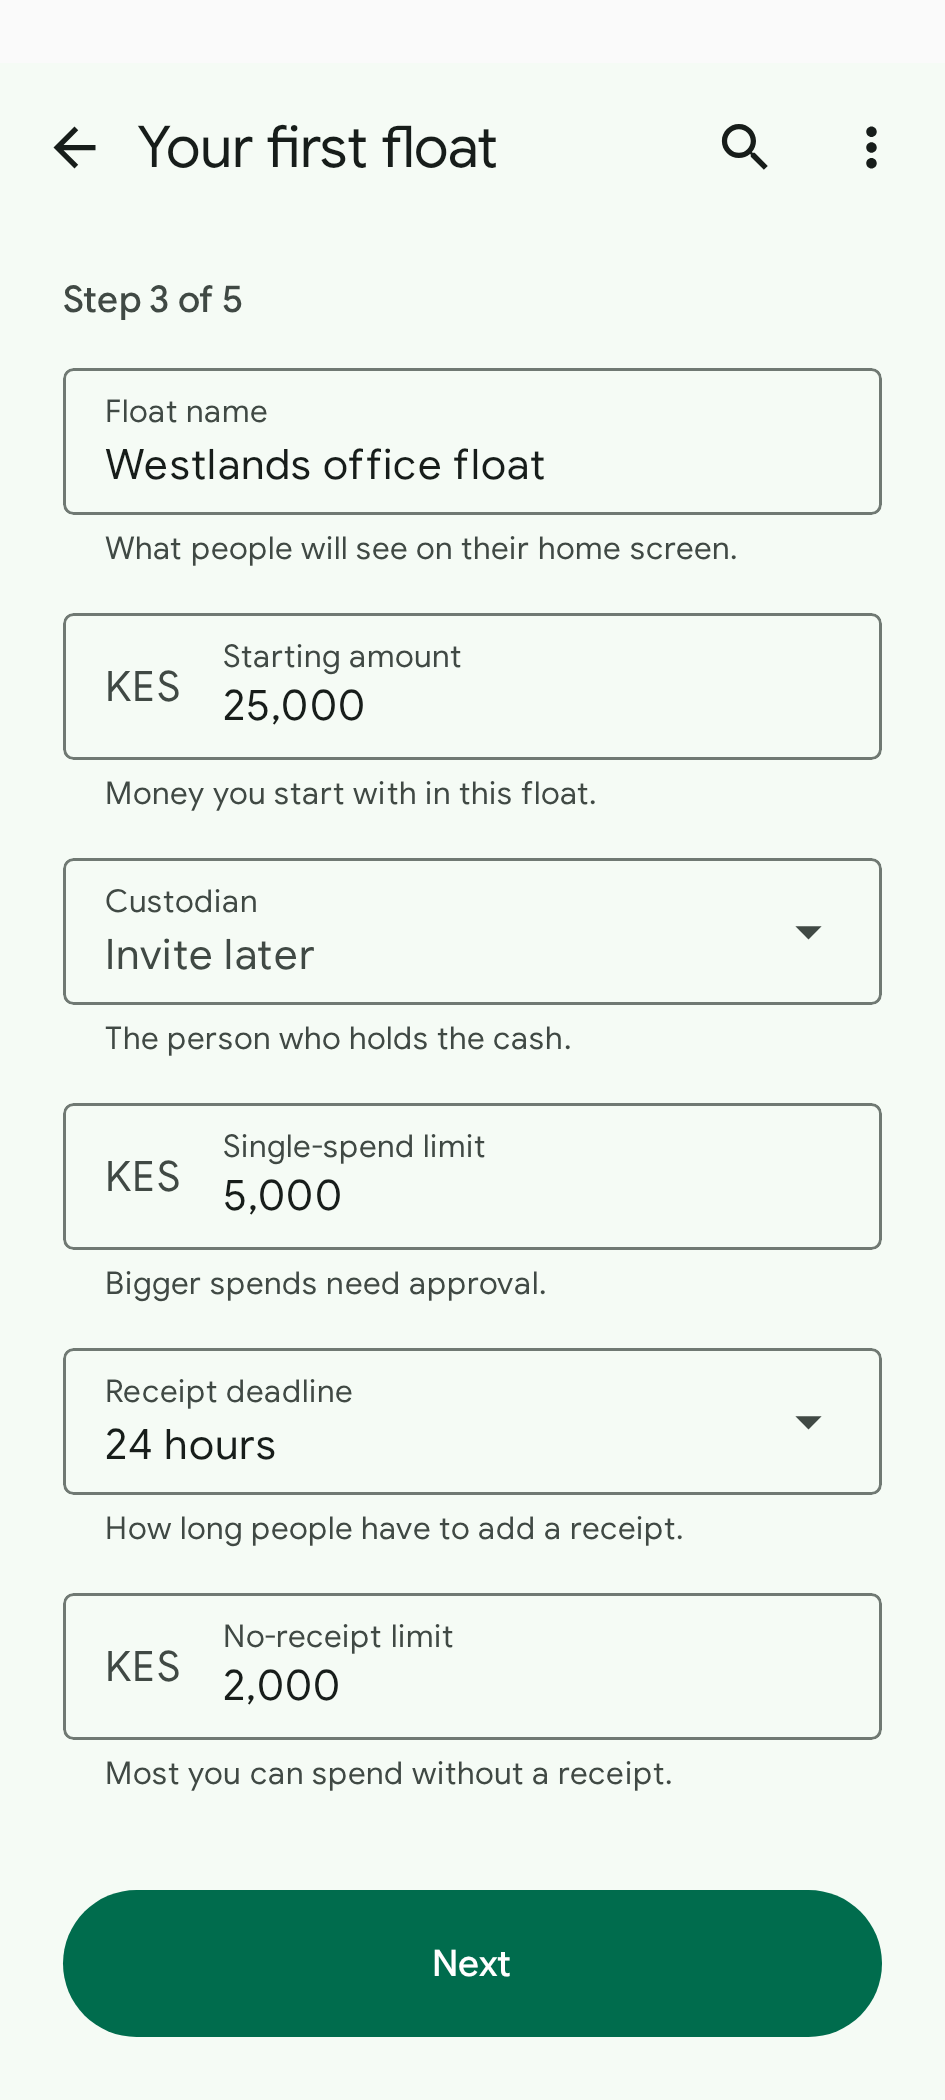 Your first float
Step 3 of 5
Float name
Westlands office float
What people will see on their home screen.
KES
Starting amount
25,000
Money you start with in this float.
Custodian
Invite later
The person who holds the cash.
KES
Single-spend limit
5,000
Bigger spends need approval.
Receipt deadline
24 hours
How long people have to add a receipt.
KES
No-receipt limit
2,000
Most you can spend without a receipt.
Next